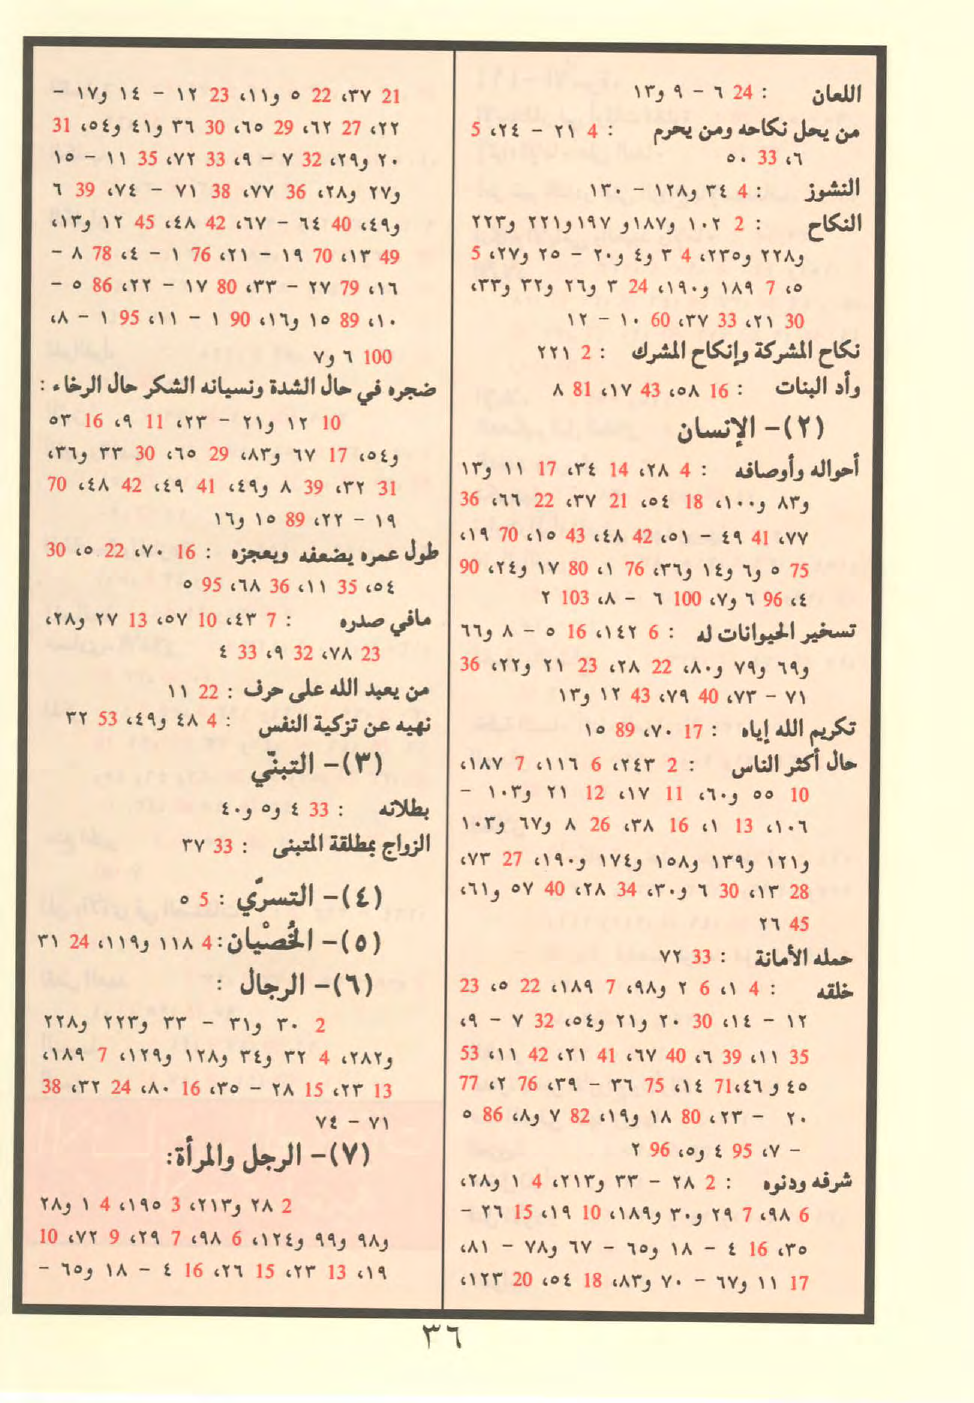 اللعان : 24 ٦ - ٩ و١٣
من يحل نكاحه ومن يحرم : 4 ٢١ - ٢٤، 5
٦، 33 ٥٠
النشوز : 4 ٣٤ و١٢٨ - ١٣٠
النكاح : 2 ١٠٢ و١٨٧و ١٩٧ و٢٢١ و٢٢٣
و٢٢٨ و٢٣٥، 4 ٣ و٤ و٢٠ - ٢٥ و٢٧، 5
٥، 7 ١٨٩ و١٩٠، 24 ٣ و٢٦ و٣٢ و٣٣،
30 ٢١، 33 ٣٧، 60 ١٠ - ١٢
نكاح المشركة وإنكاح المشرك : 2 ٢٢١
وأد البنات : 16 ٥٨، 43 ١٧، 81 ٨
(٢)- الإنسان
أحواله وأوصافه : 4 ٢٨، 14 ٣٤، 17 ١١ و١٣
و٨٣ و١٠٠، 18 ٥٤، 21 ٣٧، 22 ٦٦، 36
٧٧، 41 ٤٩ - ٥١، 42 ٤٨، 43 ١٥، 70 ١٩،
75 ٥ و٦ و١٤ و٣٦، 76 ١، 80 ١٧ و٢٤، 90
٤، 96 ٦ و٧، 100 ٦ - ٨، 103 ٢
تسخير الحيوانات له : 6 ١٤٢، 16 ٥ - ٨ و٦٦
و٦٩ و٧٩ و٨٠، 22 ٢٨، 23 ٢١ و٢٢، 36
٧١ - ٧٣، 40 ٧٩، 43 ١٢ و١٣
تكريم الله إياه : 17 ٧٠، 89 ١٥
حال أكثر الناس : 2 ٢٤٣، 6 ١١٦، 7 ١٨٧،
10 ٥٥ و٦٠، 11 ١٧، 12 ٢١ و١٠٣ -
١٠٦، 13 ١، 16 ٣٨، 26 ٨ و٦٧ و١٠٣
و١٢١ و١٣٩ و١٥٨ و١٧٤ و١٩٠، 27 ٧٣،
28 ١٣، 30 ٦ و٣٠، 34 ٢٨، 40 ٥٧ و٦١،
45 ٢٦
حمله الأمانة : 33 ٧٢
خلقه : 4 ١، 6 ٢ و٩٨، 7 ١٨٩، 22 ٥، 23
١٢ - ١٤، 30 ٢٠ و٢١ و٥٤، 32 ٧ - ٩،
35 ١١، 39 ٦، 40 ٦٧، 41 ٢١، 42 ١١، 53
٤٥ و ٤٦،71 ١٤، 75 ٣٦ - ٣٩، 76 ٢، 77
٢٠ - ٢٣، 80 ١٨ و١٩، 82 ٧ و٨، 86 ٥
- ٧، 95 ٤ و٥، 96 ٢
شرفه ودنوه : 2 ٢٨ - ٣٣ و٢١٣، 4 ١ و٢٨،
6 ٩٨، 7 ٢٩ و٣٠ و١٨٩، 10 ١٩، 15 ٢٦ -
٣٥، 16 ٤ - ١٨ و٦٥ - ٦٧ و٧٨ - ٨١،
17 ١١ و٦٧ - ٧٠ و٨٣، 18 ٥٤، 20 ١٢٣،
21 ٣٧، 22 ٥ و١١، 23 ١٢ - ١٤ و١٧ -
٢٢، 27 ٦٢، 29 ٦٥، 30 ٣٦ و٤١ و٥٤، 31
٢٠ و٢٩، 32 ٧ - ٩، 33 ٧٢، 35 ١١ - ١٥
و٢٧ و٢٨، 36 ٧٧، 38 ٧١ - ٧٤، 39 ٦
و٤٩، 40 ٦٤ - ٦٧، 42 ٤٨، 45 ١٢ و١٣،
49 ١٣، 70 ١٩ - ٢١، 76 ١ - ٤، 78 ٨ -
١٦، 79 ٢٧ - ٣٣، 80 ١٧ - ٢٢، 86 ٥ -
١٠، 89 ١٥ و١٦، 90 ١ - ١١، 95 ١ - ٨،
100 ٦ و٧
ضجره في حال الشدة ونسيانه الشكر حال الرخاء :
10 ١٢ و٢١ - ٢٣، 11 ٩، 16 ٥٣
و٥٤، 17 ٦٧ و٨٣، 29 ٦٥، 30 ٣٣ و٣٦،
31 ٣٢، 39 ٨ و٤٩، 41 ٤٩، 42 ٤٨، 70
١٩ - ٢٢، 89 ١٥ و١٦
طول عمره يضعفه ويعجزه : 16 ٧٠، 22 ٥، 30
٥٤، 35 ١١، 36 ٦٨، 95 ٥
مافي صدره : 7 ٤٣، 10 ٥٧، 13 ٢٧ و٢٨،
23 ٧٨، 32 ٩، 33 ٤
من يعبد الله على حرف : 22 ١١
نهيه عن تزكية النفس : 4 ٤٨ و٤٩، 53 ٣٢
(٣)- التبنّي
بطلانه : 33 ٤ و٥ و٤٠
الزواج بمطلقة المتبنى : 33 ٣٧
(٤)- التسرّي : 5 ٥
(٥)- الخُصْيان: 4 ١١٨ و١١٩، 24 ٣١
(٦)- الرجال :
2 ٣٠ و٣١ - ٣٣ و٢٢٣ و٢٢٨
و٢٨٢، 4 ٣٢ و٣٤ و١٢٨ و١٢٩، 7 ١٨٩،
13 ٢٣، 15 ٢٨ - ٣٥، 16 ٨٠، 24 ٣٢، 38
٧١ - ٧٤
(٧)- الرجل والمرأة:
2 ٢٨ و٢١٣، 3 ١٩٥، 4 ١ و٢٨
و٩٨ و٩٩ و١٢٤، 6 ٩٨، 7 ٢٩، 9 ٧٢، 10
١٩، 13 ٢٣، 15 ٢٦، 16 ٤ - ١٨ و٦٥ -
٣٦